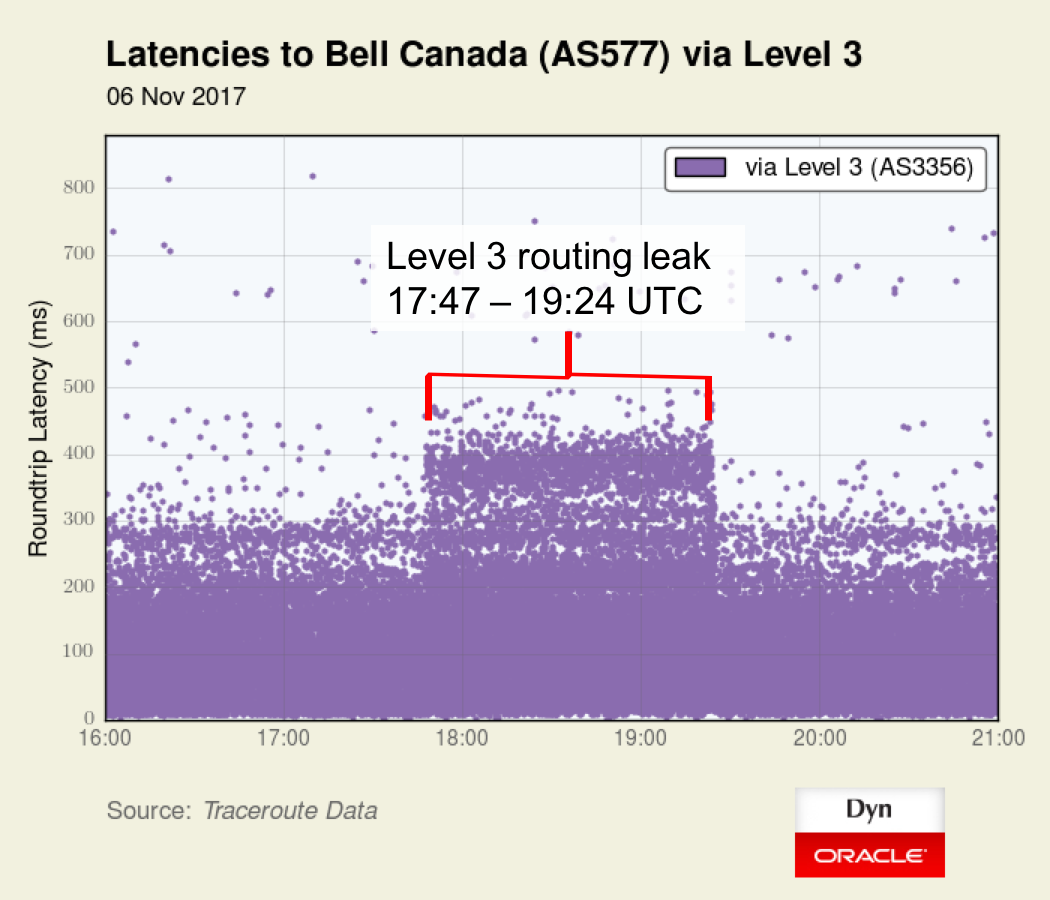 Latencies to Bell Canada (AS577) via Level 3
06 Nov 2017
via Level 3 (AS3356)
Level 3 routing leak
17:47 – 19:24 UTC
Roundtrip Latency (ms)
800
700
600
500
400
300
200
100
0
16:00 17:00 18:00 19:00 20:00 21:00
Source: Traceroute Data
Dyn
ORACLE